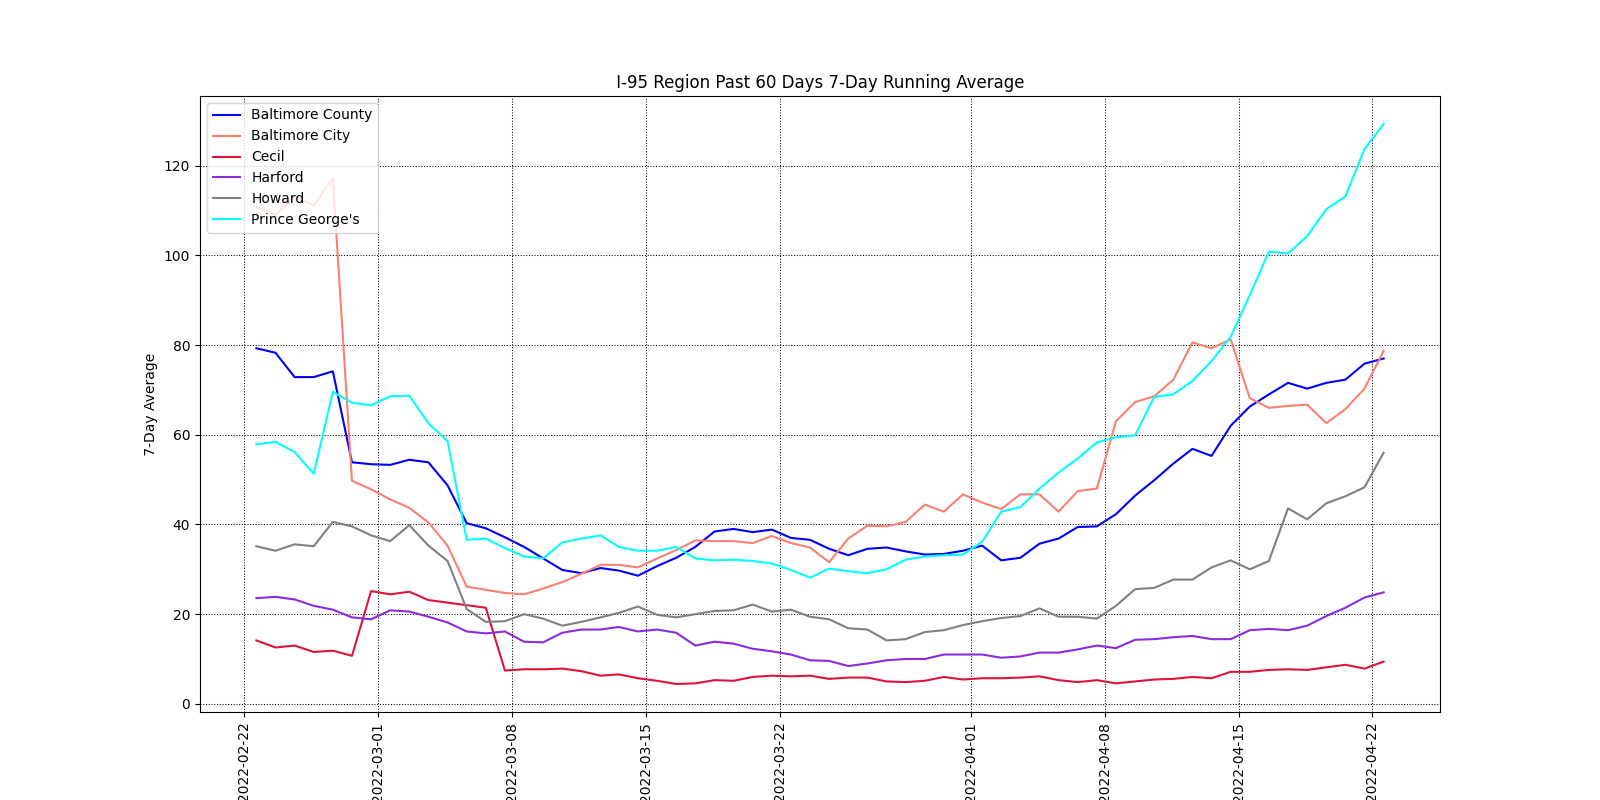 I-95 Region Past 60 Days 7-Day Running Average
Baltimore County
Baltimore City
Cecil
Harford
Howard
Prince George's
7-Day Average
120
100
80
60
40
20
0
2022-02-22
2022-03-01
2022-03-08
2022-03-15
2022-03-22
2022-04-01
2022-04-08
2022-04-15
2022-04-22